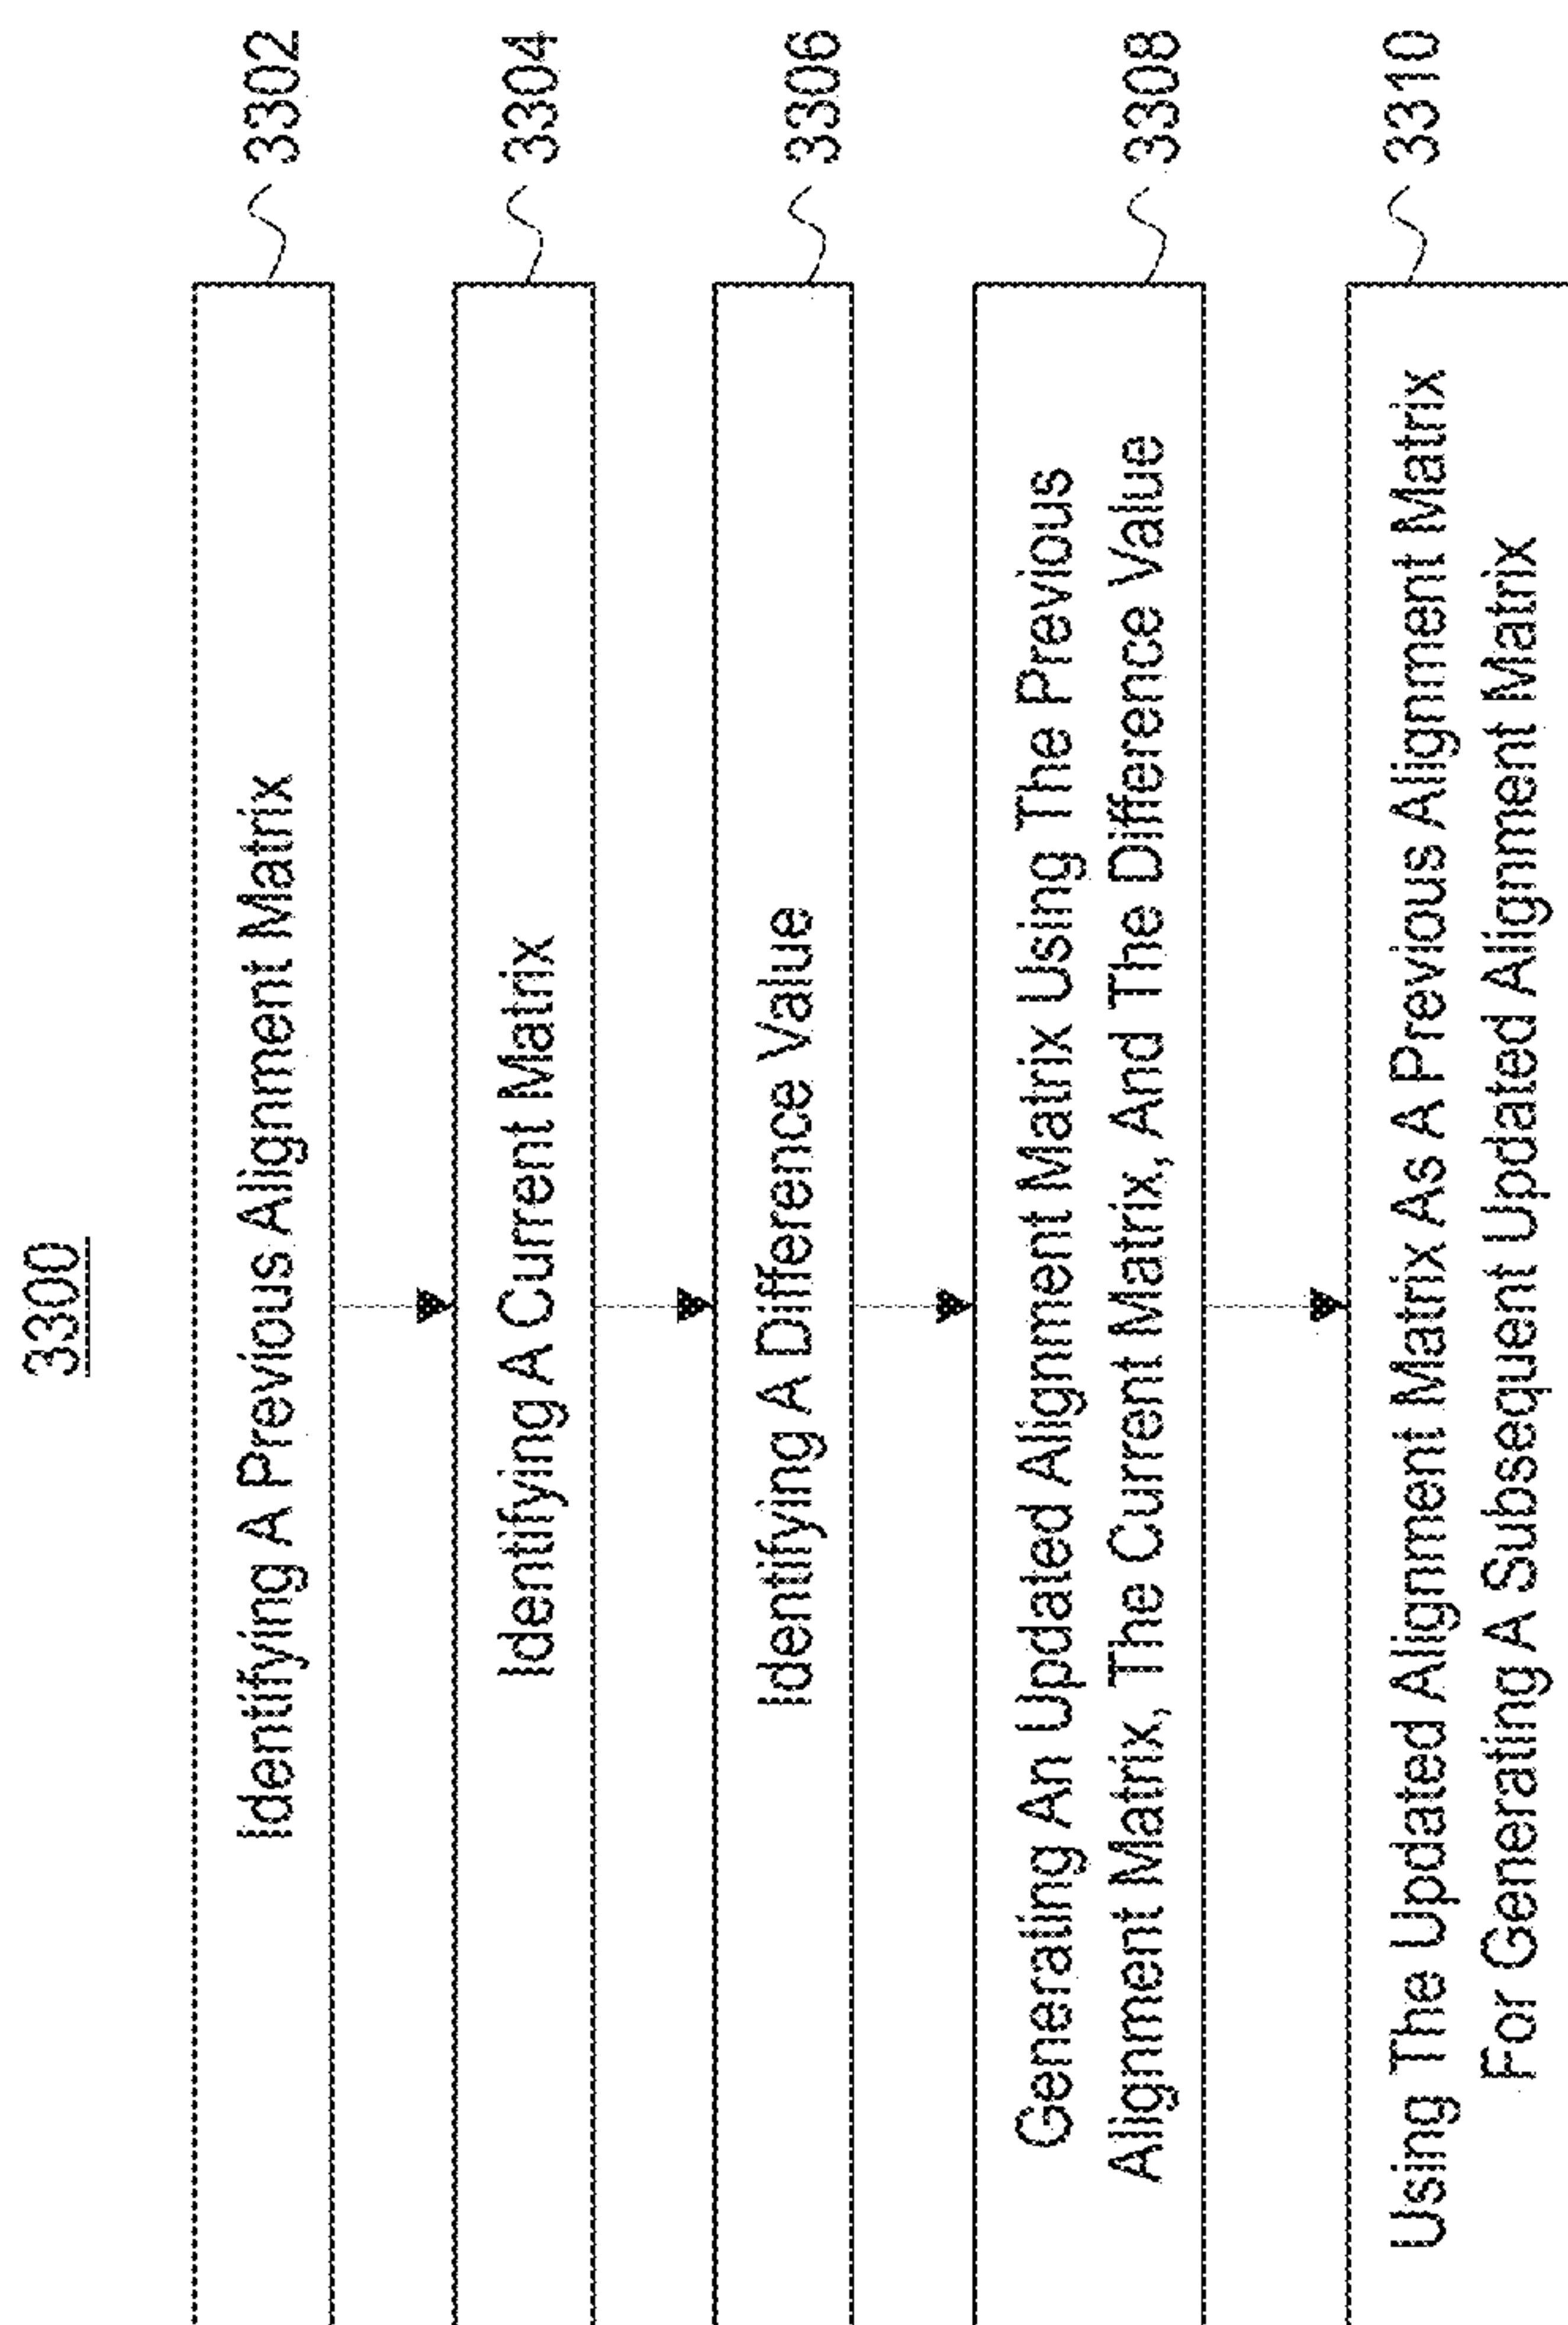 3300
Identifying A Previous Alignment Matrix
3302
Identifying A Current Matrix
3304
Identifying A Difference Value
3306
Generating An Updated Alignment Matrix Using The Previous
Alignment Matrix, The Current Matrix, And The Difference Value
3308
Using The Updated Alignment Matrix As A Previous Alignment Matrix
For Generating A Subsequent Updated Alignment Matrix
3310